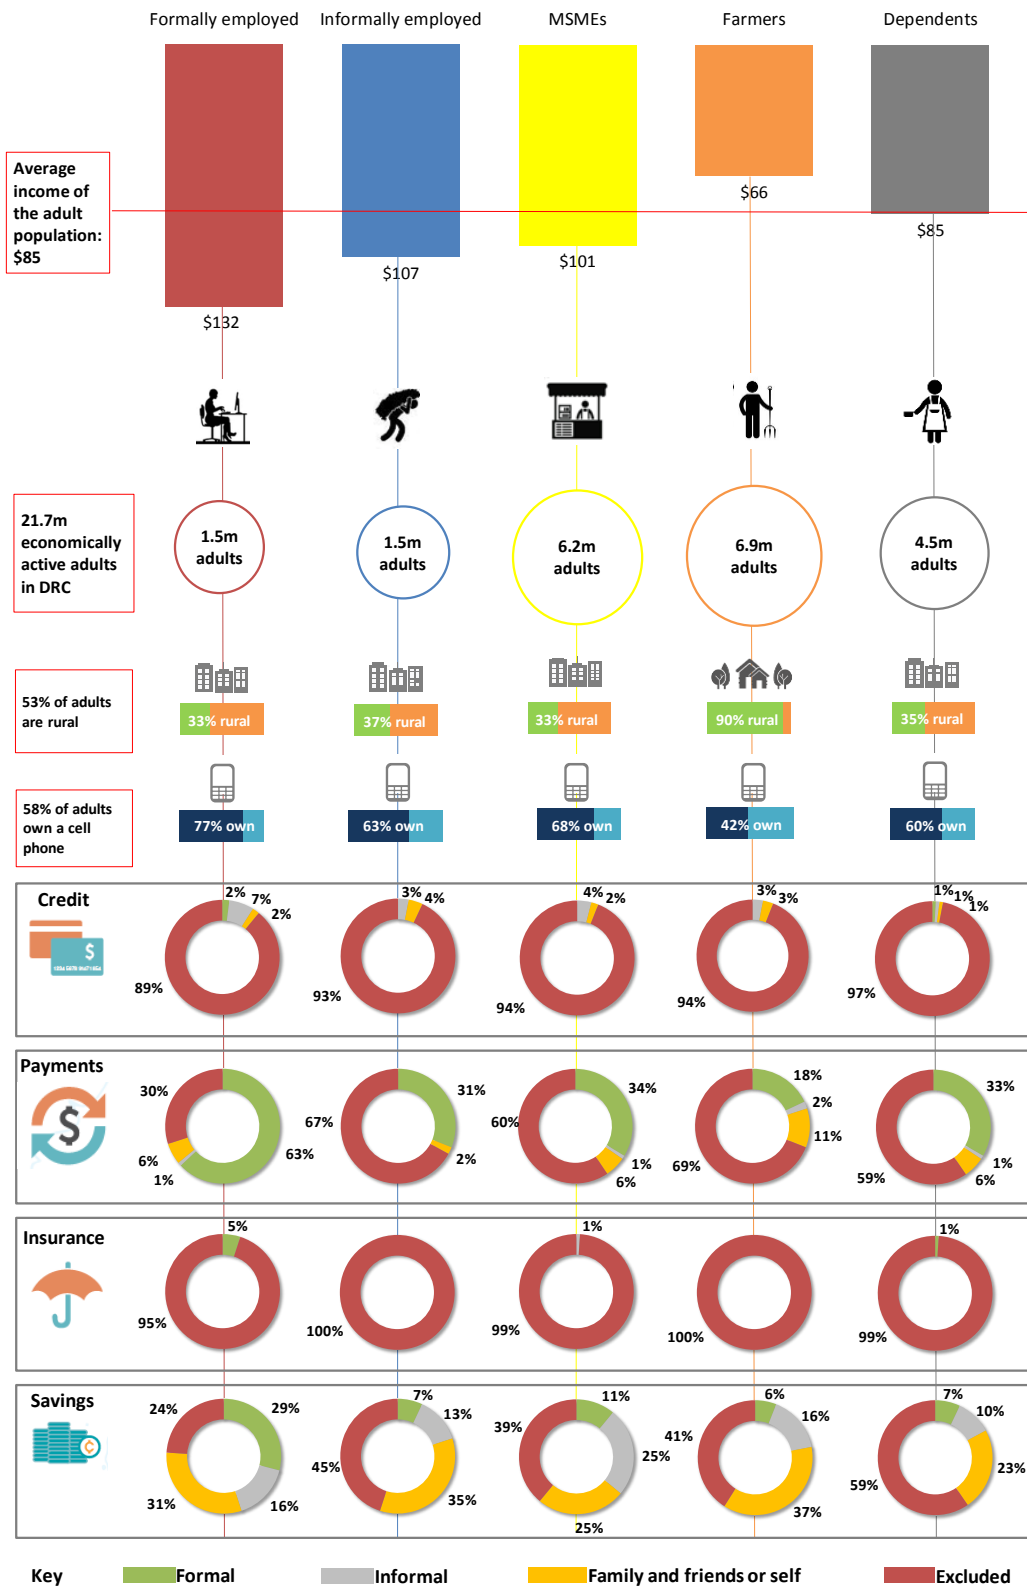 Formally employed
Informally employed
MSMEs
Farmers
Dependents
Average
income of
the adult
population:
$85
$132
$107
$101
$66
$85
21.7m
economically
active adults
in DRC
1.5m
adults
1.5m
adults
6.2m
adults
6.9m
adults
4.5m
adults
53% of adults
are rural
33% rural
37% rural
33% rural
90% rural
35% rural
58% of adults
own a cell
phone
77% own
63% own
68% own
42% own
60% own
Credit
$
2%
7%
2%
89%
3%
4%
93%
4%
2%
94%
3%
3%
94%
1%
1%
1%
97%
Payments
$
30%
6%
1%
63%
31%
67%
2%
34%
60%
1%
6%
18%
2%
11%
69%
33%
1%
6%
59%
Insurance
5%
95%
100%
1%
99%
100%
1%
99%
Savings
24%
29%
31%
16%
7%
13%
45%
35%
11%
39%
25%
25%
6%
16%
41%
37%
7%
10%
23%
59%
Key
Formal
Informal
Family and friends or self
Excluded